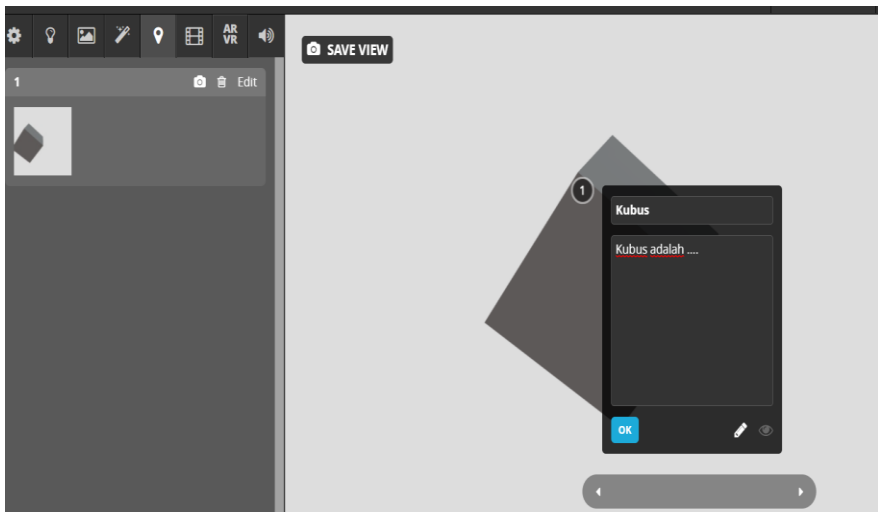 AR
VR
SAVE VIEW
1 Edit
1
Kubus
Kubus adalah ....
OK